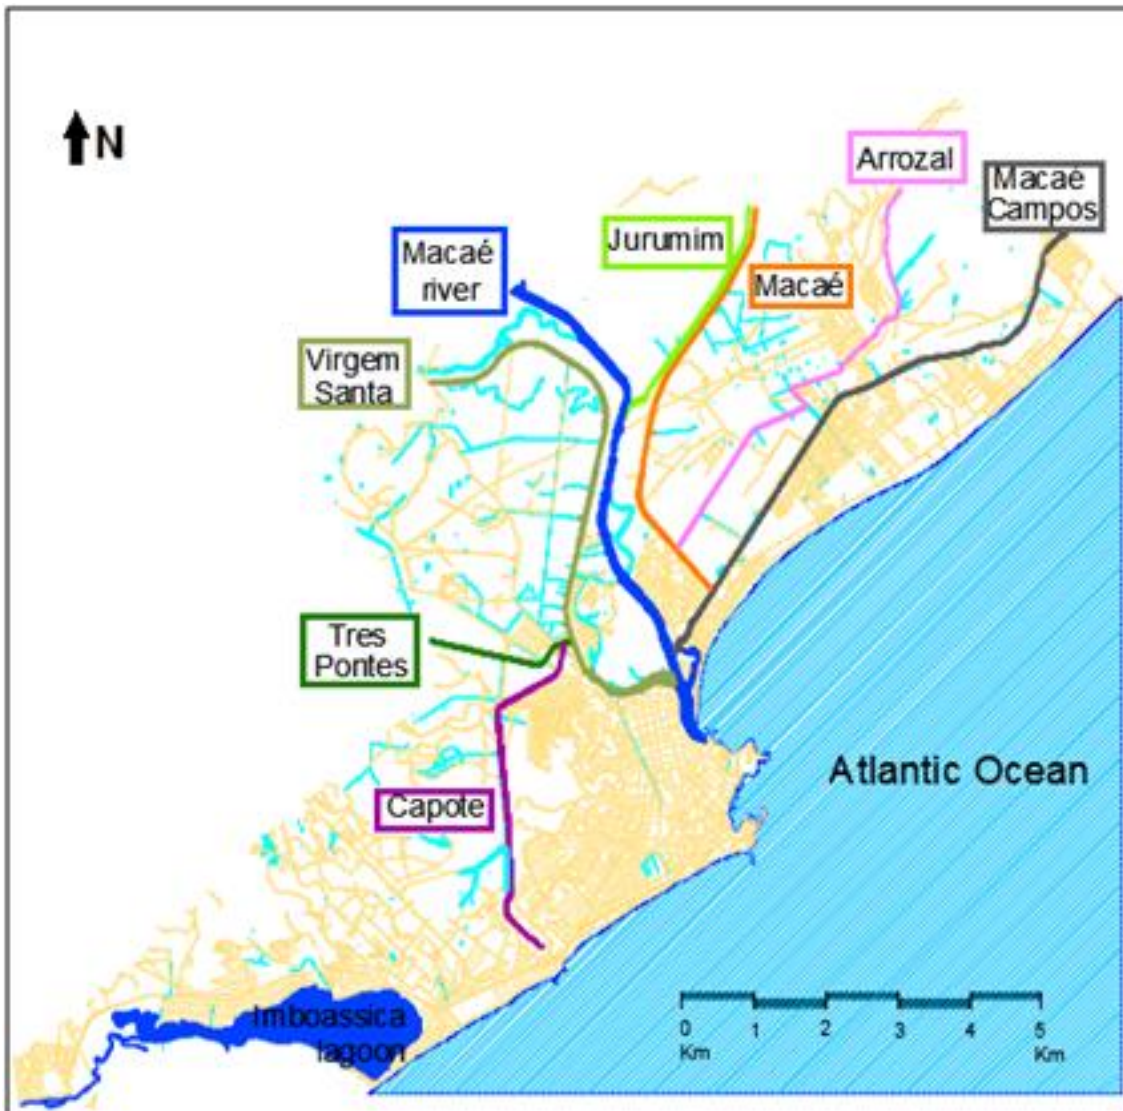 N
Arrozal
Macaé
Campos
Jurumim
Macaé
river
Macaé
Virgem
Santa
Tres
Pontes
Atlantic Ocean
Capote
Imboassica
lagoon
0 1 2 3 4 5
Km Km